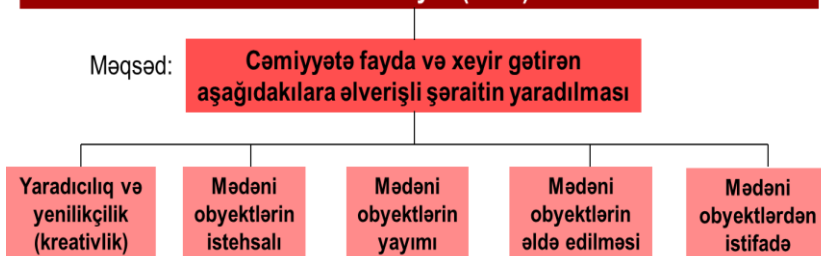 Məqsəd:
Cəmiyyətə fayda və xeyir gətirən
aşağıdakılara əlverişli şəraitin yaradılması
Yaradıcılıq və
yenilikçilik
(kreativlik)
Mədəni
obyektlərin
istehsalı
Mədəni
obyektlərin
yayımı
Mədəni
obyektlərin
əldə edilməsi
Mədəni
obyektlərdən
istifadə